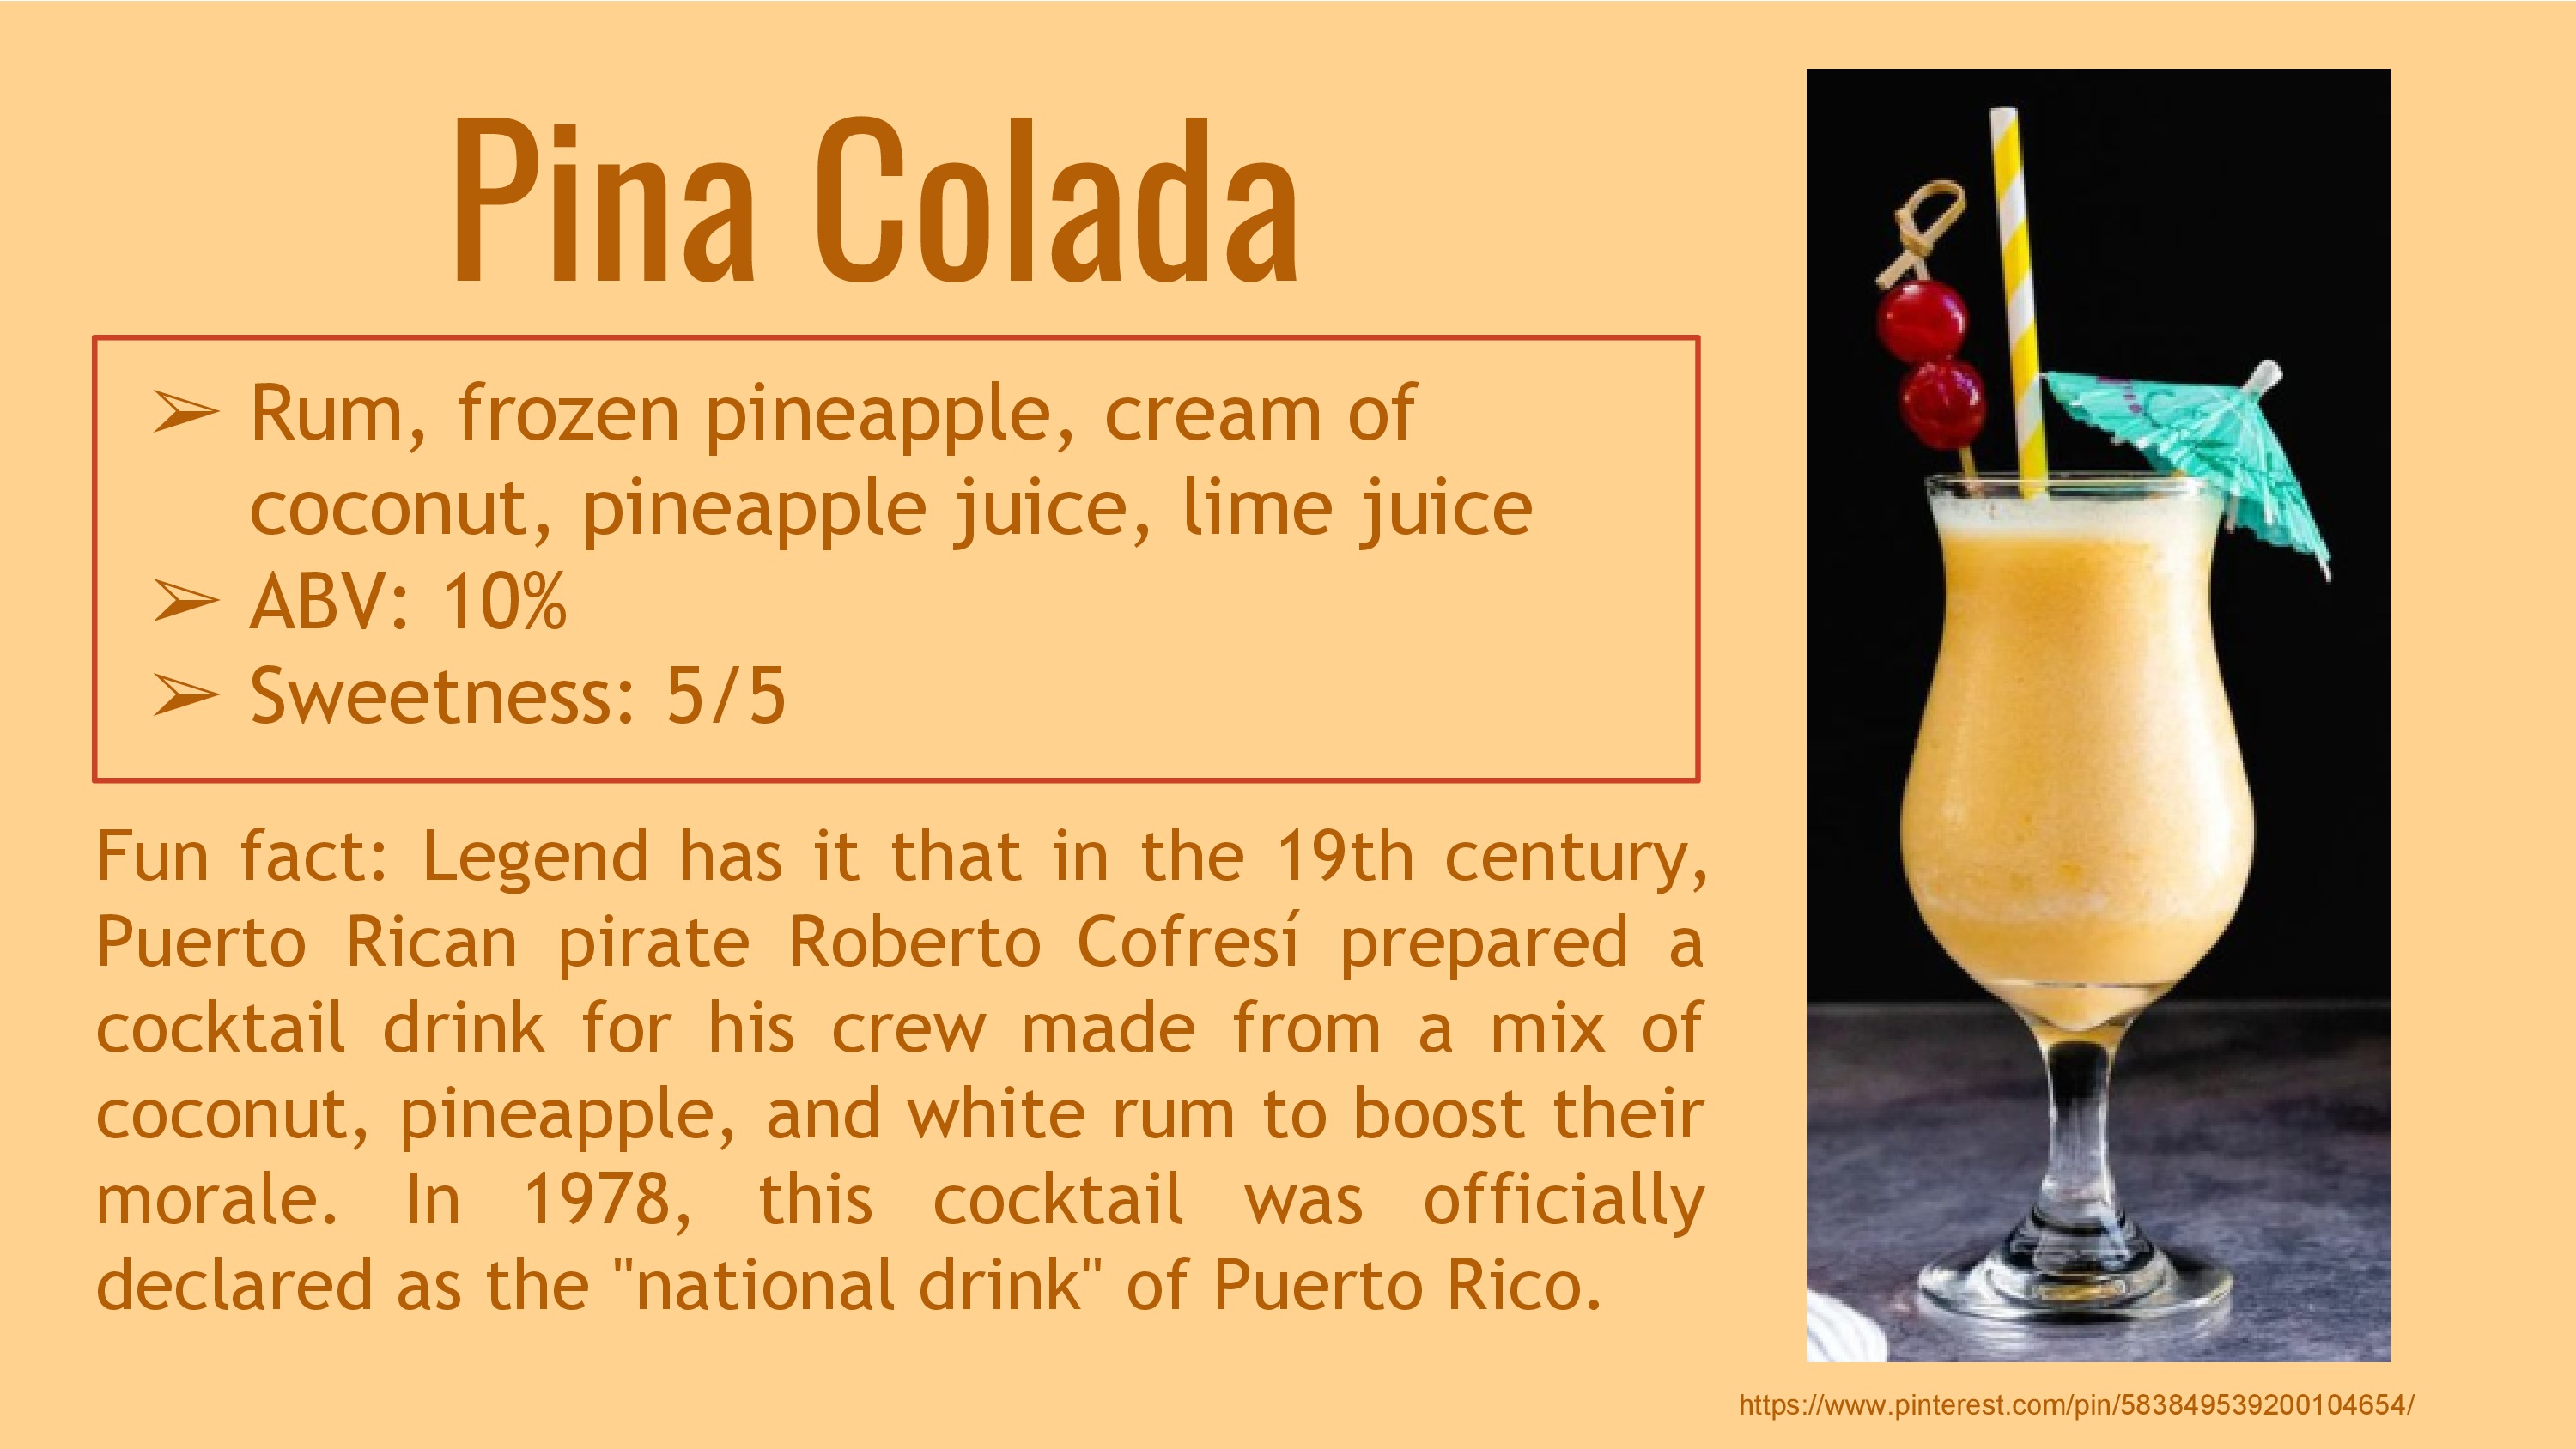 Pina Colada
➢ Rum, frozen pineapple, cream of
coconut, pineapple juice, lime juice
➢ ABV: 10%
➢ Sweetness: 5/5
Fun fact: Legend has it that in the 19th century,
Puerto Rican pirate Roberto Cofresí prepared a
cocktail drink for his crew made from a mix of
coconut, pineapple, and white rum to boost their
morale. In 1978, this cocktail was officially
declared as the "national drink" of Puerto Rico.
https://www.pinterest.com/pin/583849539200104654/